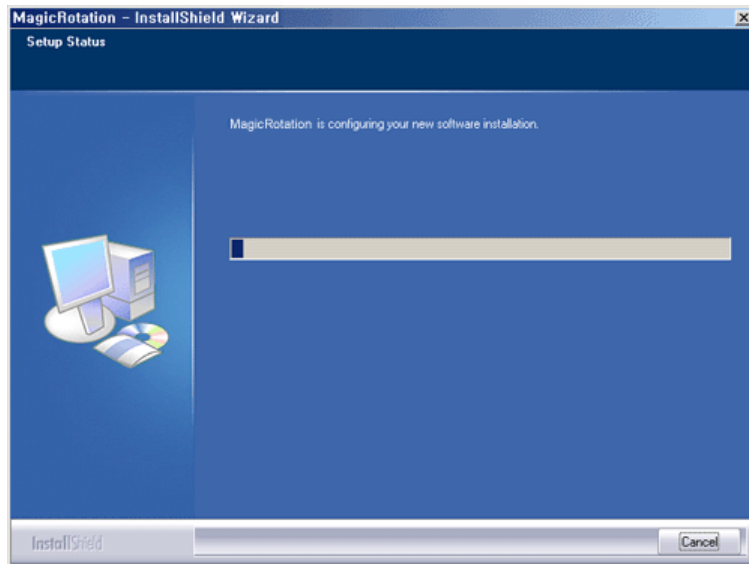 MagicRotation - InstallShield Wizard
Setup Status
MagicRotation is configuring your new software installation.
InstallShield
Cancel